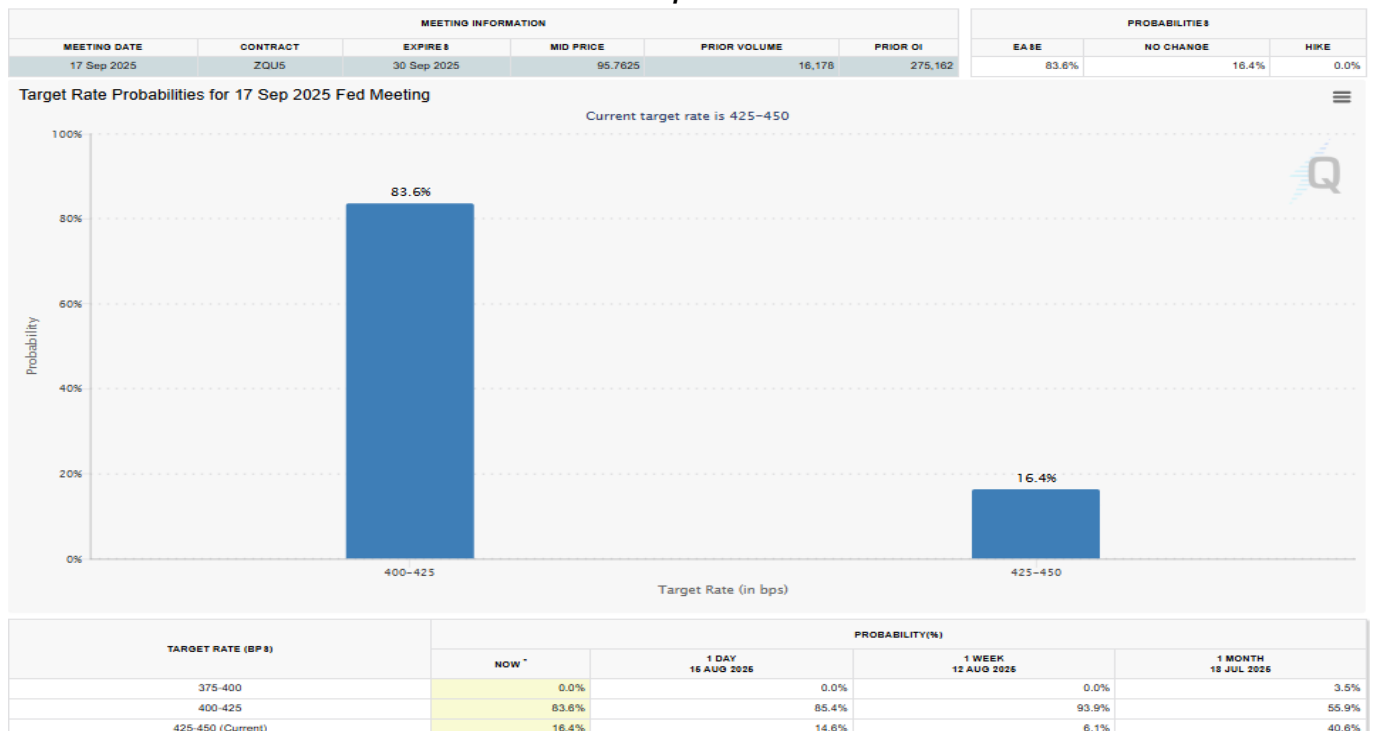 MEETING INFORMATION
PROBABILITIES
MEETING DATE CONTRACT EXPIRES MID PRICE PRIOR VOLUME PRIOR OI EASE NO CHANGE HIKE
17 Sep 2025 ZQU5 30 Sep 2025 95.7625 16,178 275,162 83.6% 16.4% 0.0%
Target Rate Probabilities for 17 Sep 2025 Fed Meeting
Current target rate is 425–450
100%
80%
60%
40%
20%
0%
Probability
83.6%
16.4%
Q
400–425 425–450
Target Rate (in bps)
TARGET RATE (BPS) PROBABILITY(%)
NOW 1 DAY 1 WEEK 1 MONTH
15 AUG 2025 12 AUG 2025 18 JUL 2025
375-400 0.0% 0.0% 0.0% 3.5%
400-425 83.6% 85.4% 93.9% 55.9%
425-450 (Current) 16.4% 14.6% 6.1% 40.6%